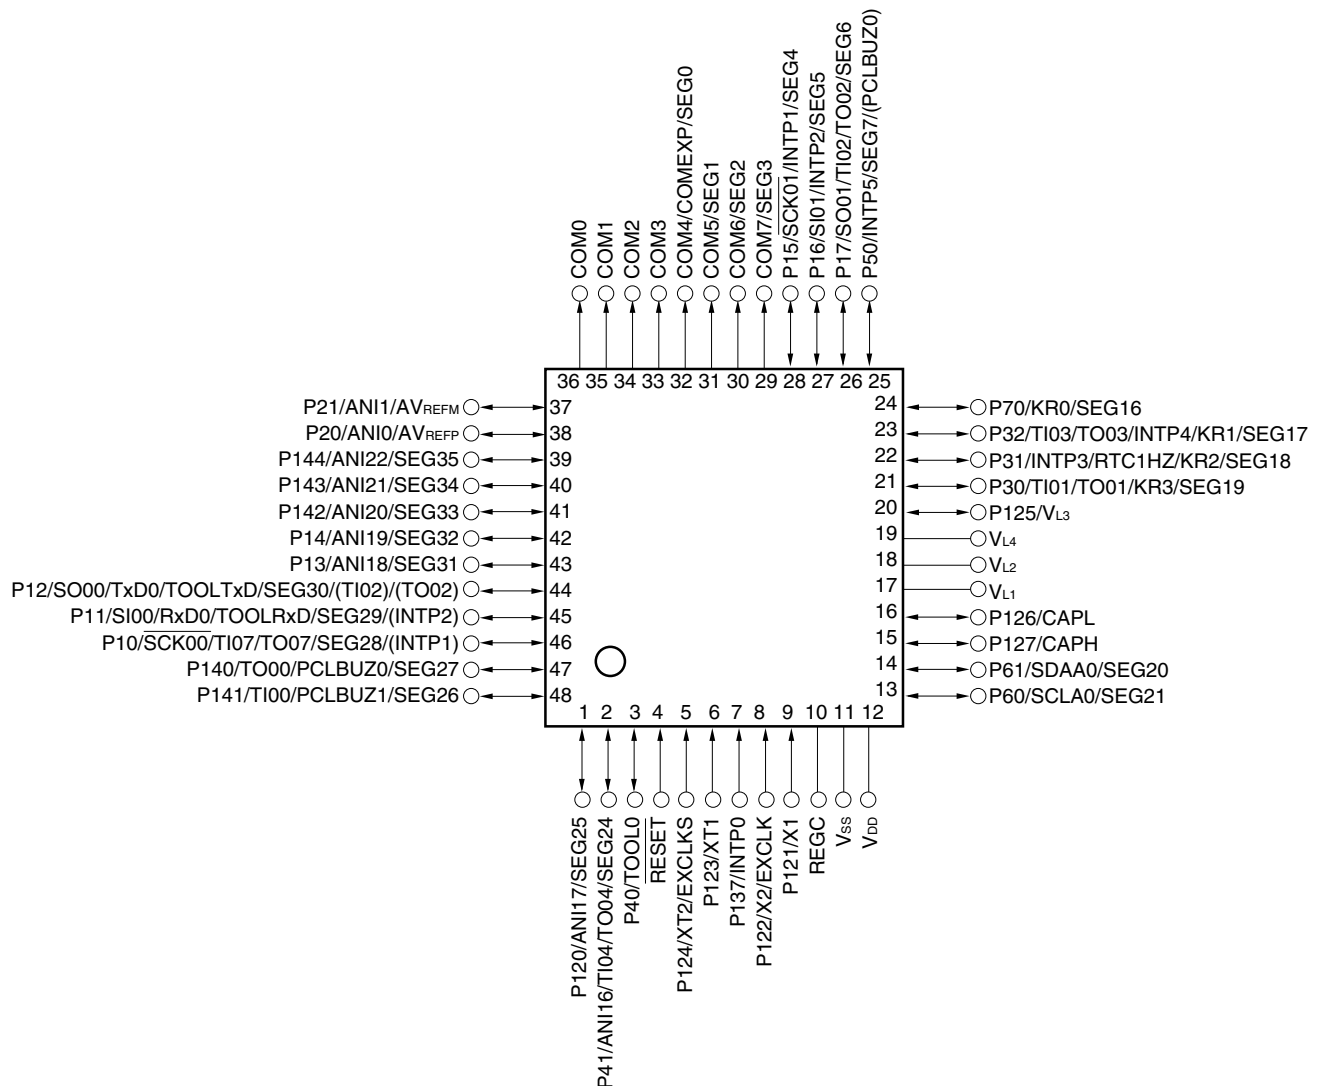 COM0
COM1
COM2
COM3
COM4/COMEXP/SEG0
COM5/SEG1
COM6/SEG2
COM7/SEG3
P15/SCK01/INTP1/SEG4
P16/SI01/INTP2/SEG5
P17/SO01/TI02/TO02/SEG6
P50/INTP5/SEG7/(PCLBUZ0)
36 35 34 33 32 31 30 29 28 27 26 25
P21/ANI1/AVREFM 37
P20/ANI0/AVREFP 38
P144/ANI22/SEG35 39
P143/ANI21/SEG34 40
P142/ANI20/SEG33 41
P14/ANI19/SEG32 42
P13/ANI18/SEG31 43
P12/SO00/TxD0/TOOLTxD/SEG30/(TI02)/(TO02) 44
P11/SI00/RxD0/TOOLRxD/SEG29/(INTP2) 45
P10/SCK00/TI07/TO07/SEG28/(INTP1) 46
P140/TO00/PCLBUZ0/SEG27 47
P141/TI00/PCLBUZ1/SEG26 48
24 P70/KR0/SEG16
23 P32/TI03/TO03/INTP4/KR1/SEG17
22 P31/INTP3/RTC1HZ/KR2/SEG18
21 P30/TI01/TO01/KR3/SEG19
20 P125/VL3
19 VL4
18 VL2
17 VL1
16 P126/CAPL
15 P127/CAPH
14 P61/SDAA0/SEG20
13 P60/SCLA0/SEG21
1 2 3 4 5 6 7 8 9 10 11 12
P120/ANI17/SEG25
P41/ANI16/TI04/TO04/SEG24
P40/TOOL0
RESET
P124/XT2/EXCLKS
P123/XT1
P137/INTP0
P122/X2/EXCLK
P121/X1
REGC
VSS
VDD